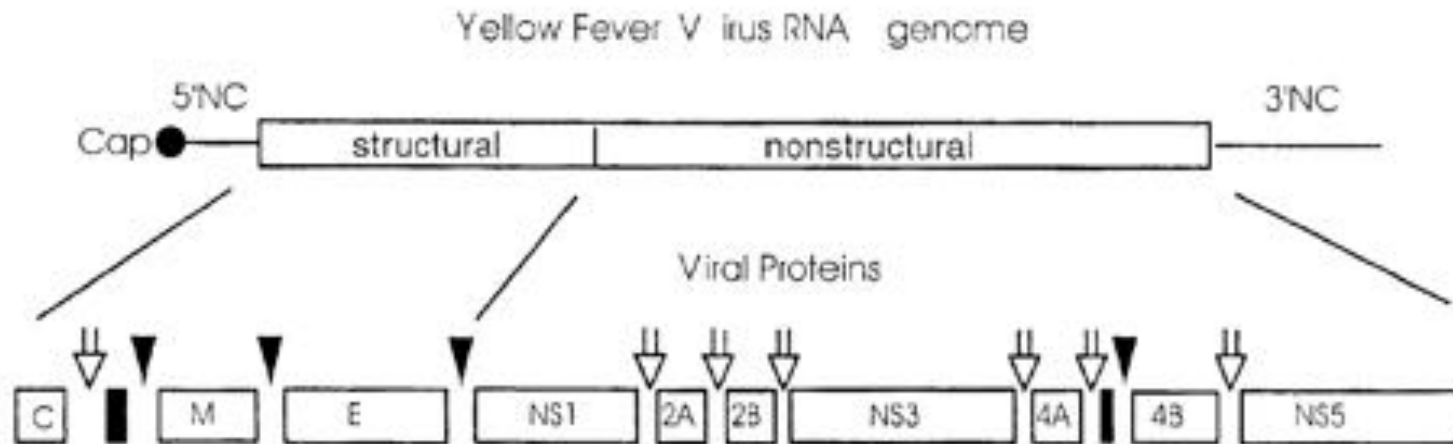 Yellow Fever V irus RNA genome
5'NC
3'NC
Cap
structural
nonstructural
Viral Proteins
C M E NS1 2A 2B NS3 4A 4B NS5